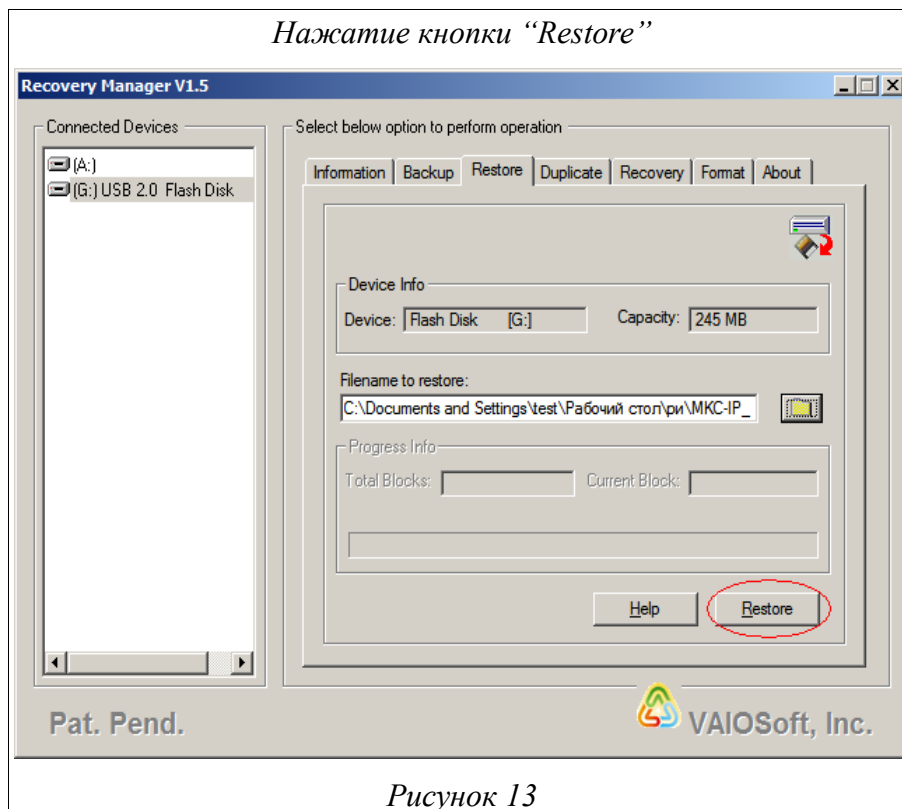 Нажатие кнопки “Restore”
Recovery Manager V1.5
Connected Devices
(A:)
(G:) USB 2.0 Flash Disk
Select below option to perform operation
Information Backup Restore Duplicate Recovery Format About
Device Info
Device: Flash Disk [G:] Capacity: 245 MB
Filename to restore:
C:\Documents and Settings\test\Рабочий стол\ри\MKC-IP_
Progress Info
Total Blocks: Current Block:
Help Restore
Pat. Pend. VAIOSoft, Inc.
Рисунок 13